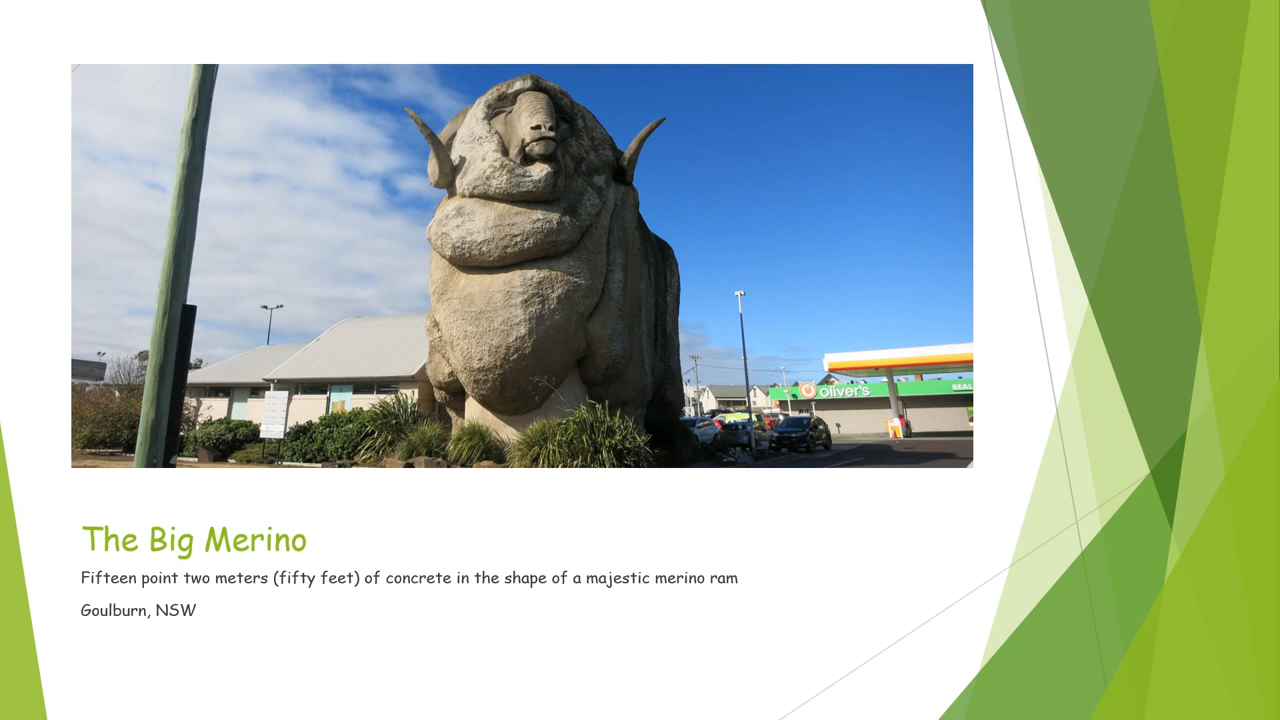 oliver's
REAL
The Big Merino
Fifteen point two meters (fifty feet) of concrete in the shape of a majestic merino ram
Goulburn, NSW